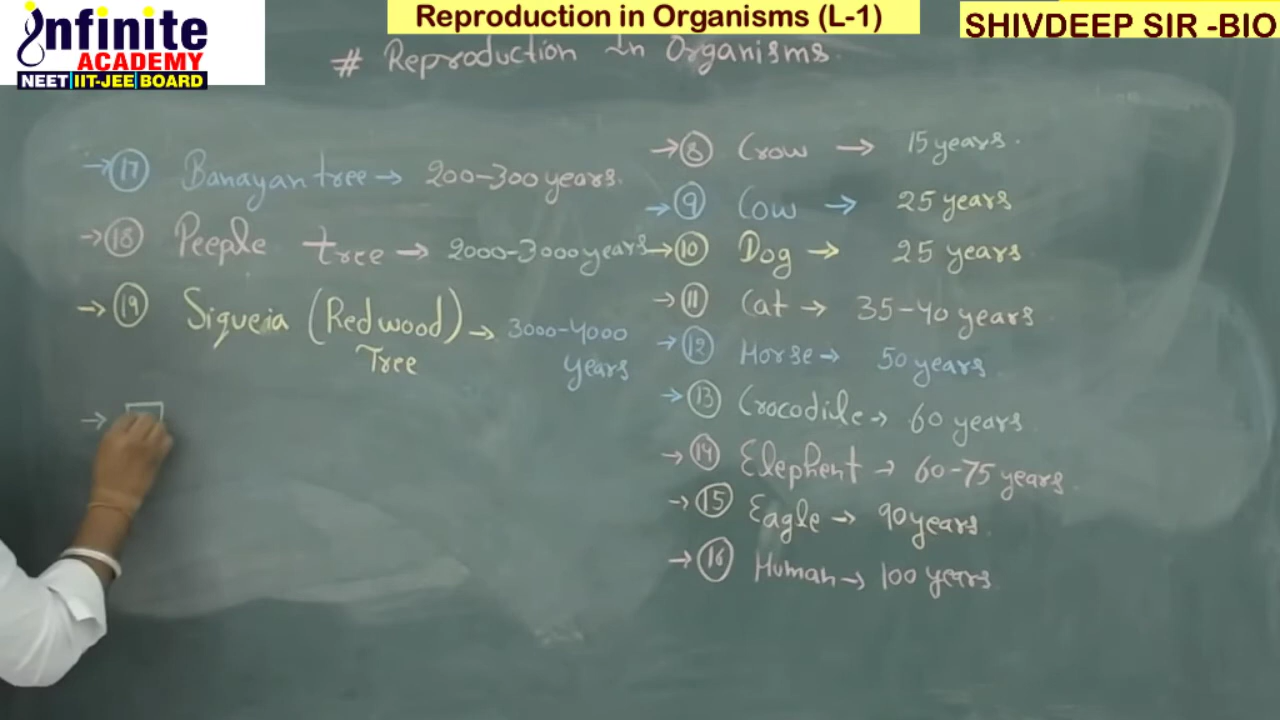 infinite
ACADEMY
NEET IIT-JEE BOARD
Reproduction in Organisms (L-1)
SHIVDEEP SIR -BIO
# Reproduction in Organisms.
→ 17 Banayan tree → 200-300 years.
→ 18 Peeple tree → 2000-3000 years
→ 19 Siqueia (Redwood) → 3000-4000
Tree years
→
→ 8 Crow → 15 years.
→ 9 Cow → 25 years
→ 10 Dog → 25 years
→ 11 Cat → 35-40 years
→ 12 Horse → 50 years
→ 13 Crocodile → 60 years
→ 14 Elephent → 60-75 years.
→ 15 Eagle → 90 years.
→ 16 Human → 100 years